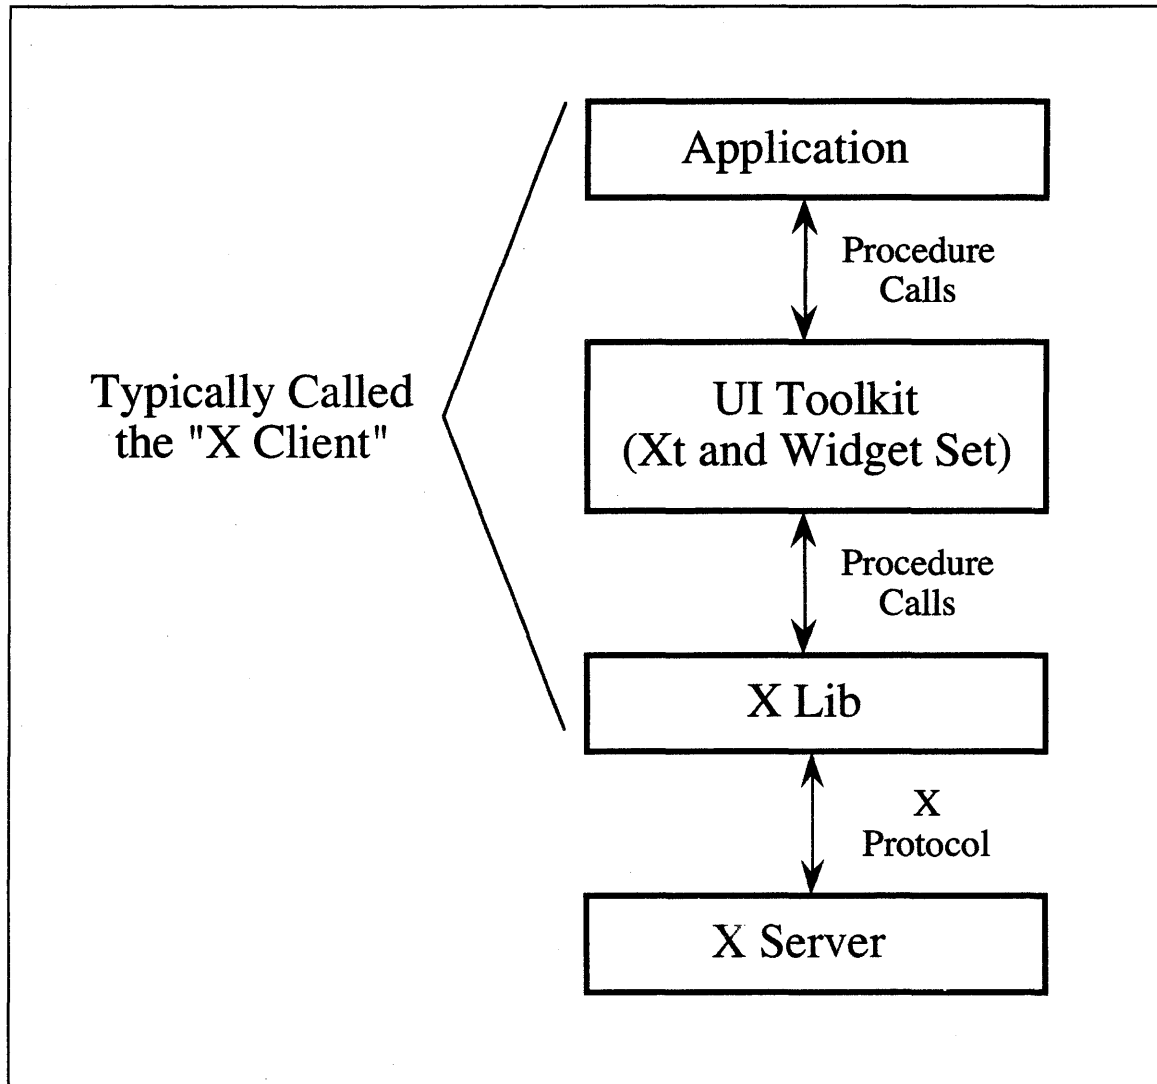 Application
Procedure
Calls
Typically Called
the "X Client"
UI Toolkit
(Xt and Widget Set)
Procedure
Calls
X Lib
X
Protocol
X Server